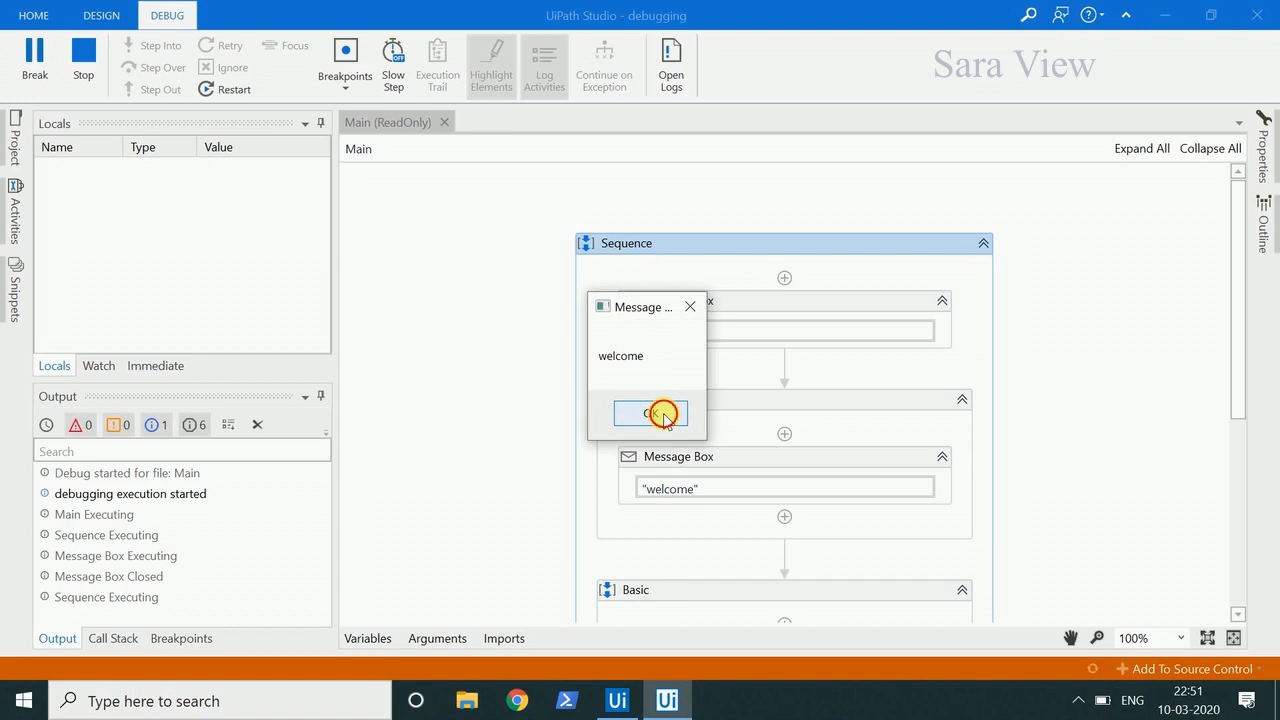 HOME DESIGN DEBUG UiPath Studio - debugging
Break
Stop
Step Into
Step Over
Step Out
Retry
Ignore
Restart
Focus
Breakpoints
Slow Step
Execution Trail
Highlight Elements
Log Activities
Continue on Exception
Open Logs
Sara View
Project
Activities
Snippets
Locals
Name Type Value
Locals Watch Immediate
Output
0 0 1 6
Search
Debug started for file: Main
debugging execution started
Main Executing
Sequence Executing
Message Box Executing
Message Box Closed
Sequence Executing
Output Call Stack Breakpoints
Main (ReadOnly)
Main Expand All Collapse All
Sequence
Message ...
welcome
OK
Message Box
"welcome"
Basic
Variables Arguments Imports 100%
Properties
Outline
Add To Source Control
Type here to search
Ui
Ui
ENG
22:51
10-03-2020